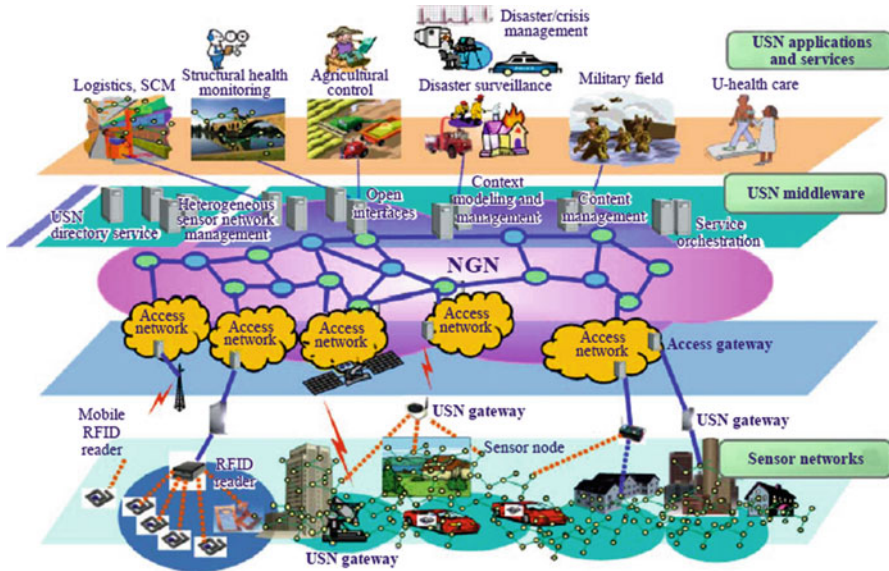 Disaster/crisis
management
USN applications
and services
Structural health
monitoring
Agricultural
control
Logistics, SCM
Disaster surveillance
Military field
U-health care
USN middleware
USN
directory service
Heterogeneous
sensor network
management
Open
interfaces
Context
modeling and
management
Content
management
Service
orchestration
NGN
Access
network
Access
network
Access
network
Access
network
Access
network
Access gateway
Mobile
RFID
reader
USN gateway
USN gateway
Sensor node
RFID
reader
Sensor networks
USN gateway